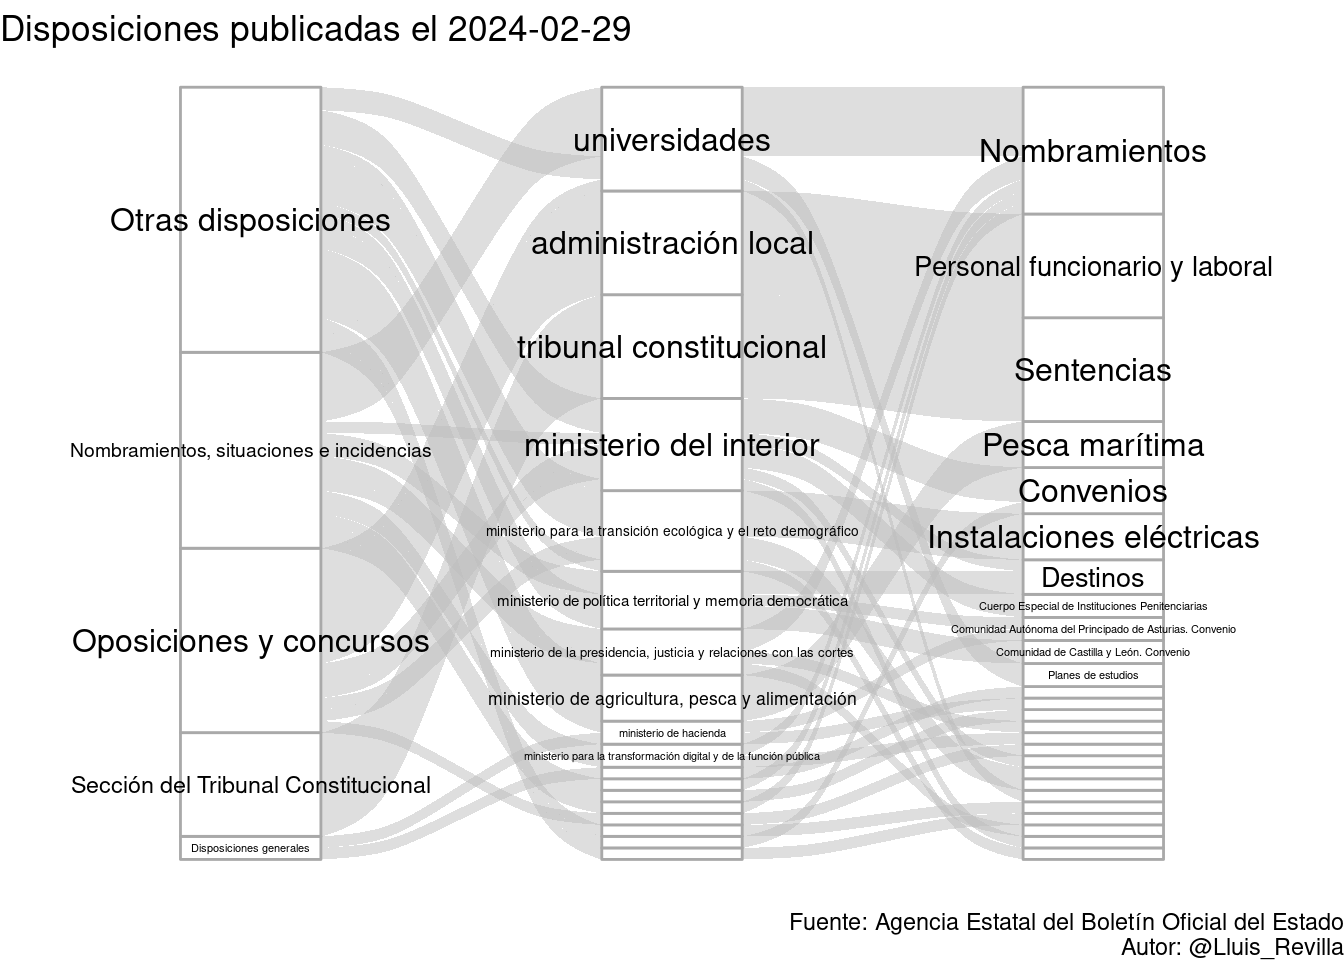 Disposiciones publicadas el 2024-02-29
Otras disposiciones
Nombramientos, situaciones e incidencias
Oposiciones y concursos
Sección del Tribunal Constitucional
Disposiciones generales
universidades
administración local
tribunal constitucional
ministerio del interior
ministerio para la transición ecológica y el reto demográfico
ministerio de política territorial y memoria democrática
ministerio de la presidencia, justicia y relaciones con las cortes
ministerio de agricultura, pesca y alimentación
ministerio de hacienda
ministerio para la transformación digital y de la función pública
Nombramientos
Personal funcionario y laboral
Sentencias
Pesca marítima
Convenios
Instalaciones eléctricas
Destinos
Cuerpo Especial de Instituciones Penitenciarias
Comunidad Autónoma del Principado de Asturias. Convenio
Comunidad de Castilla y León. Convenio
Planes de estudios
Fuente: Agencia Estatal del Boletín Oficial del Estado
Autor: @Lluis_Revilla